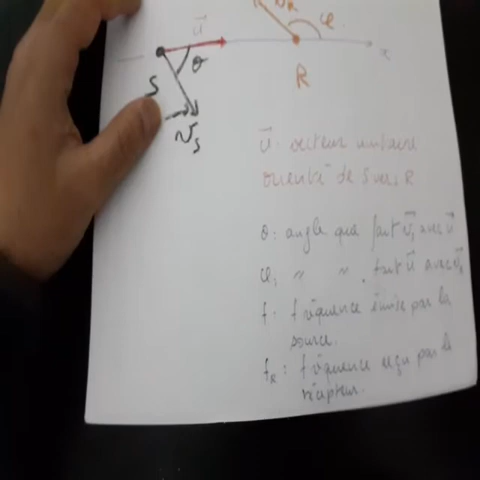 u⃗
v⃗R
φ
θ
x
S
R
v⃗s
u⃗: vecteur unitaire
orienté de S vers R
θ: angle que fait v⃗s avec u⃗
φ, " " , fait u⃗ avec v⃗R
f: fréquence émise par la
source.
fR: fréquence reçu par le
récepteur.